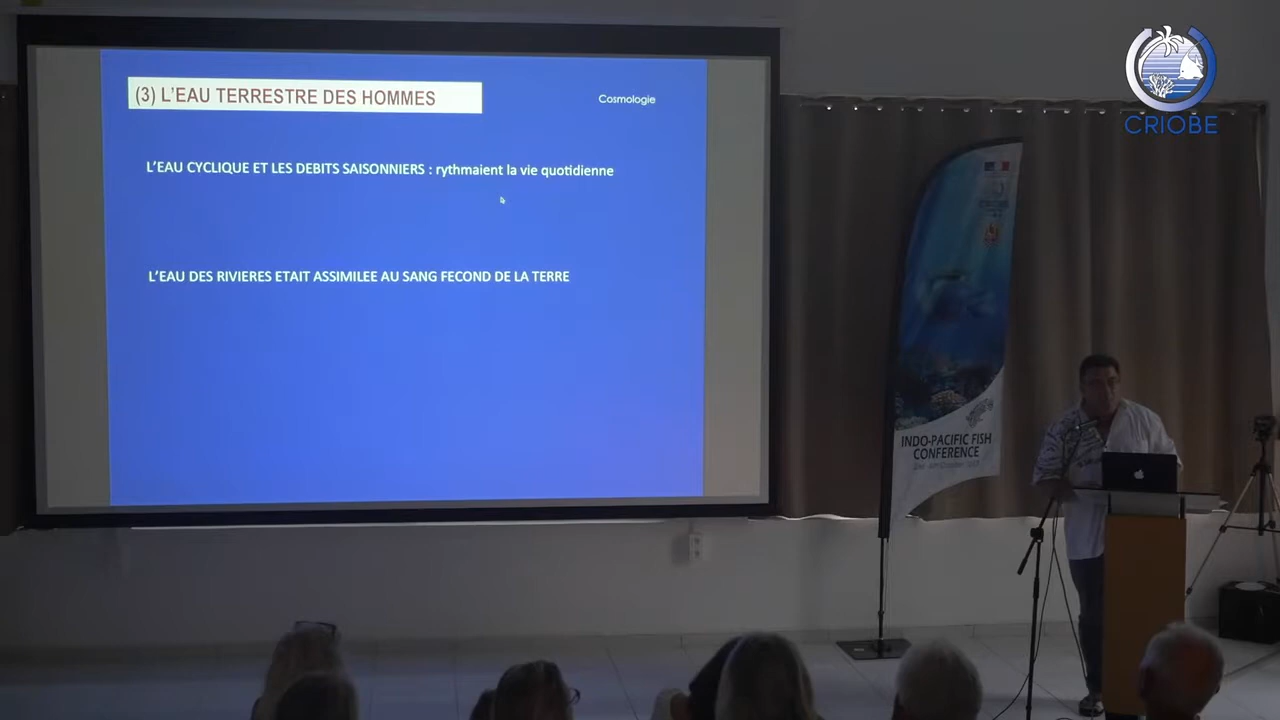 (3) L'EAU TERRESTRE DES HOMMES
Cosmologie
L'EAU CYCLIQUE ET LES DEBITS SAISONNIERS : rythmaient la vie quotidienne
L'EAU DES RIVIERES ETAIT ASSIMILEE AU SANG FECOND DE LA TERRE
CRIOBE
INDO-PACIFIC FISH
CONFERENCE